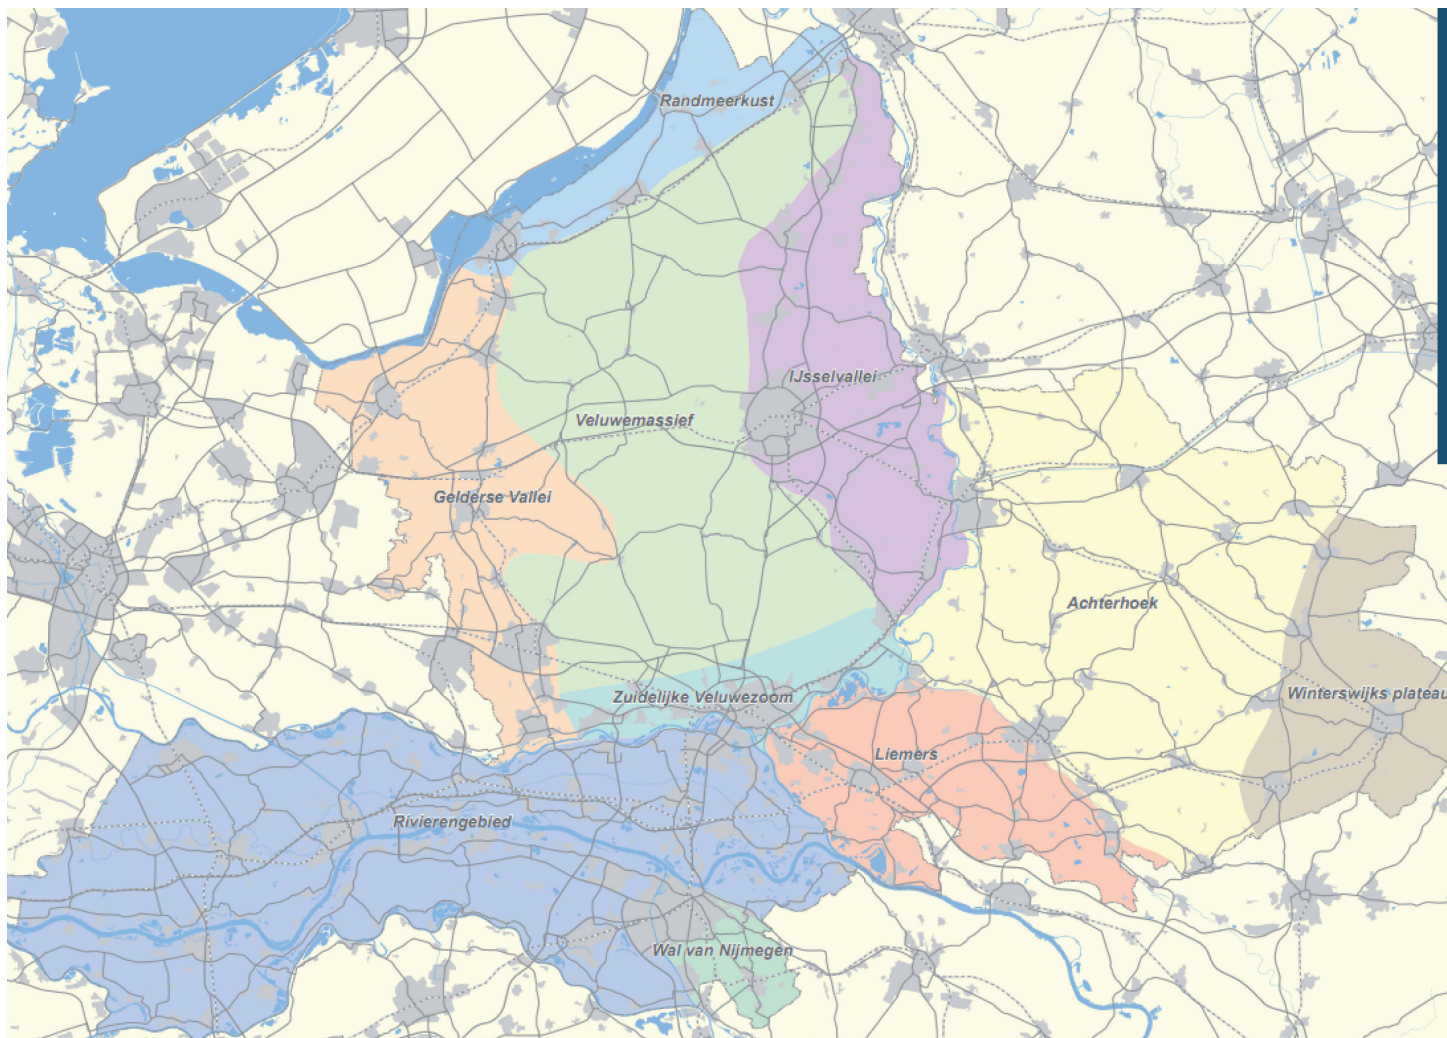 Randmeerkust
IJsselvallei
Veluwemassief
Gelderse Vallei
Achterhoek
Zuidelijke Veluwezoom
Winterswijks plateau
Liemers
Rivierengebied
Wal van Nijmegen